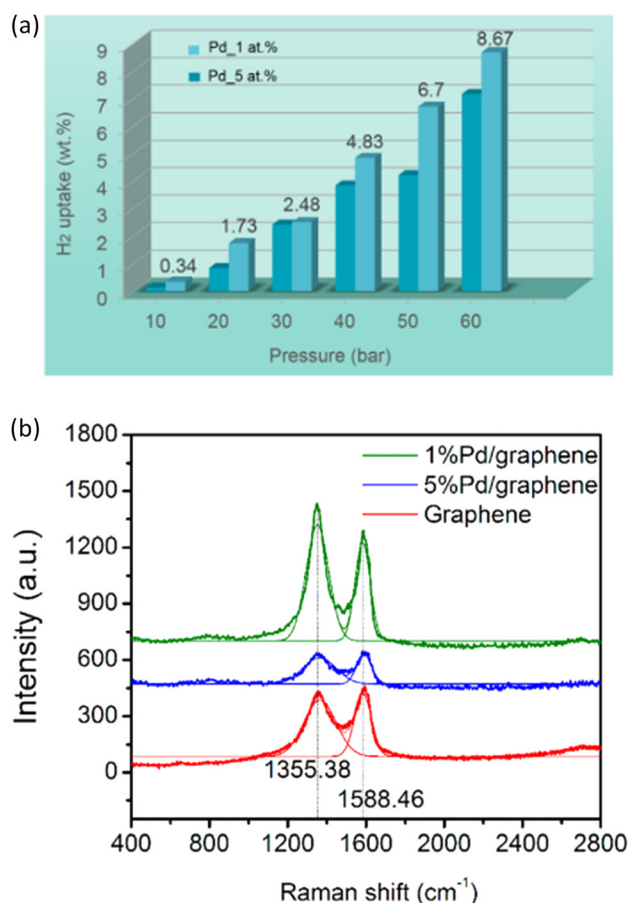 (a)
Pd_1 at.%
Pd_5 at.%
H₂ uptake (wt.%)
9
8
7
6
5
4
3
2
1
0
0.34
1.73
2.48
4.83
6.7
8.67
10 20 30 40 50 60
Pressure (bar)
(b)
1800
1500
1200
900
600
300
0
Intensity (a.u.)
1%Pd/graphene
5%Pd/graphene
Graphene
1355.38
1588.46
400 800 1200 1600 2000 2400 2800
Raman shift (cm⁻¹)